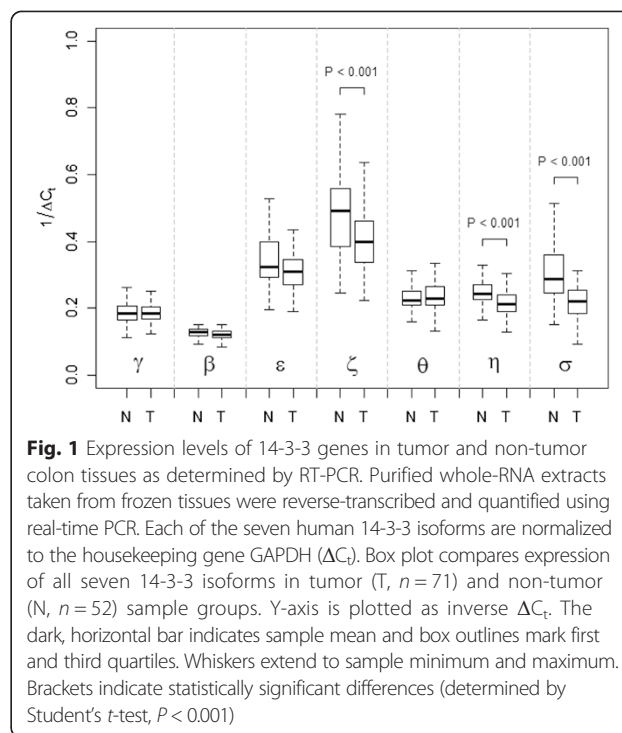 1.0
0.8
0.6
0.4
0.2
0.0
1/ΔCt
P < 0.001
P < 0.001
P < 0.001
γ β ε ζ θ η σ
N T N T N T N T N T N T N T
Fig. 1 Expression levels of 14-3-3 genes in tumor and non-tumor
colon tissues as determined by RT-PCR. Purified whole-RNA extracts
taken from frozen tissues were reverse-transcribed and quantified using
real-time PCR. Each of the seven human 14-3-3 isoforms are normalized
to the housekeeping gene GAPDH (ΔCt). Box plot compares expression
of all seven 14-3-3 isoforms in tumor (T, n = 71) and non-tumor
(N, n = 52) sample groups. Y-axis is plotted as inverse ΔCt. The
dark, horizontal bar indicates sample mean and box outlines mark first
and third quartiles. Whiskers extend to sample minimum and maximum.
Brackets indicate statistically significant differences (determined by
Student's t-test, P < 0.001)